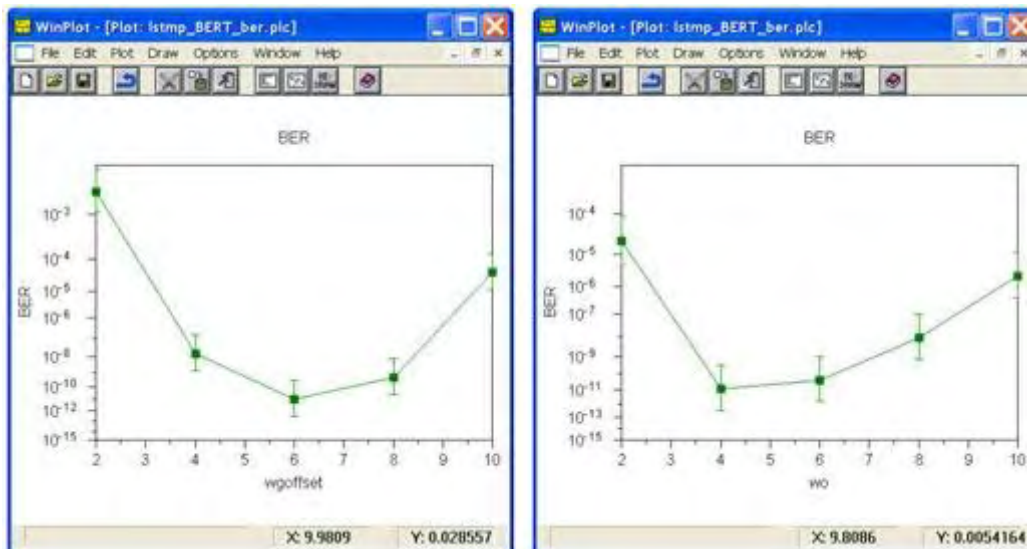 WinPlot - [Plot: lstmp_BERT_ber.plc]
File Edit Plot Draw Options Window Help
BER
10-3
10-4
10-5
10-6
10-8
10-10
10-12
10-15
BER
2 3 4 5 6 7 8 9 10
wgoffset
X: 9.9809 Y: 0.028557
WinPlot - [Plot: lstmp_BERT_ber.plc]
File Edit Plot Draw Options Window Help
BER
10-4
10-5
10-6
10-7
10-9
10-11
10-13
10-15
BER
2 3 4 5 6 7 8 9 10
wo
X: 9.8086 Y: 0.0054164